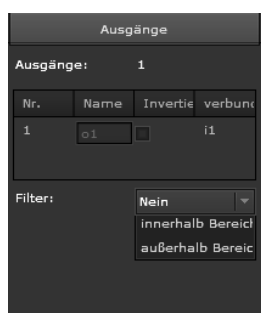 Ausgänge
Ausgänge: 1
Nr. Name Invertie verbund
1 o1 i1
Filter: Nein
innerhalb Bereich
außerhalb Bereic